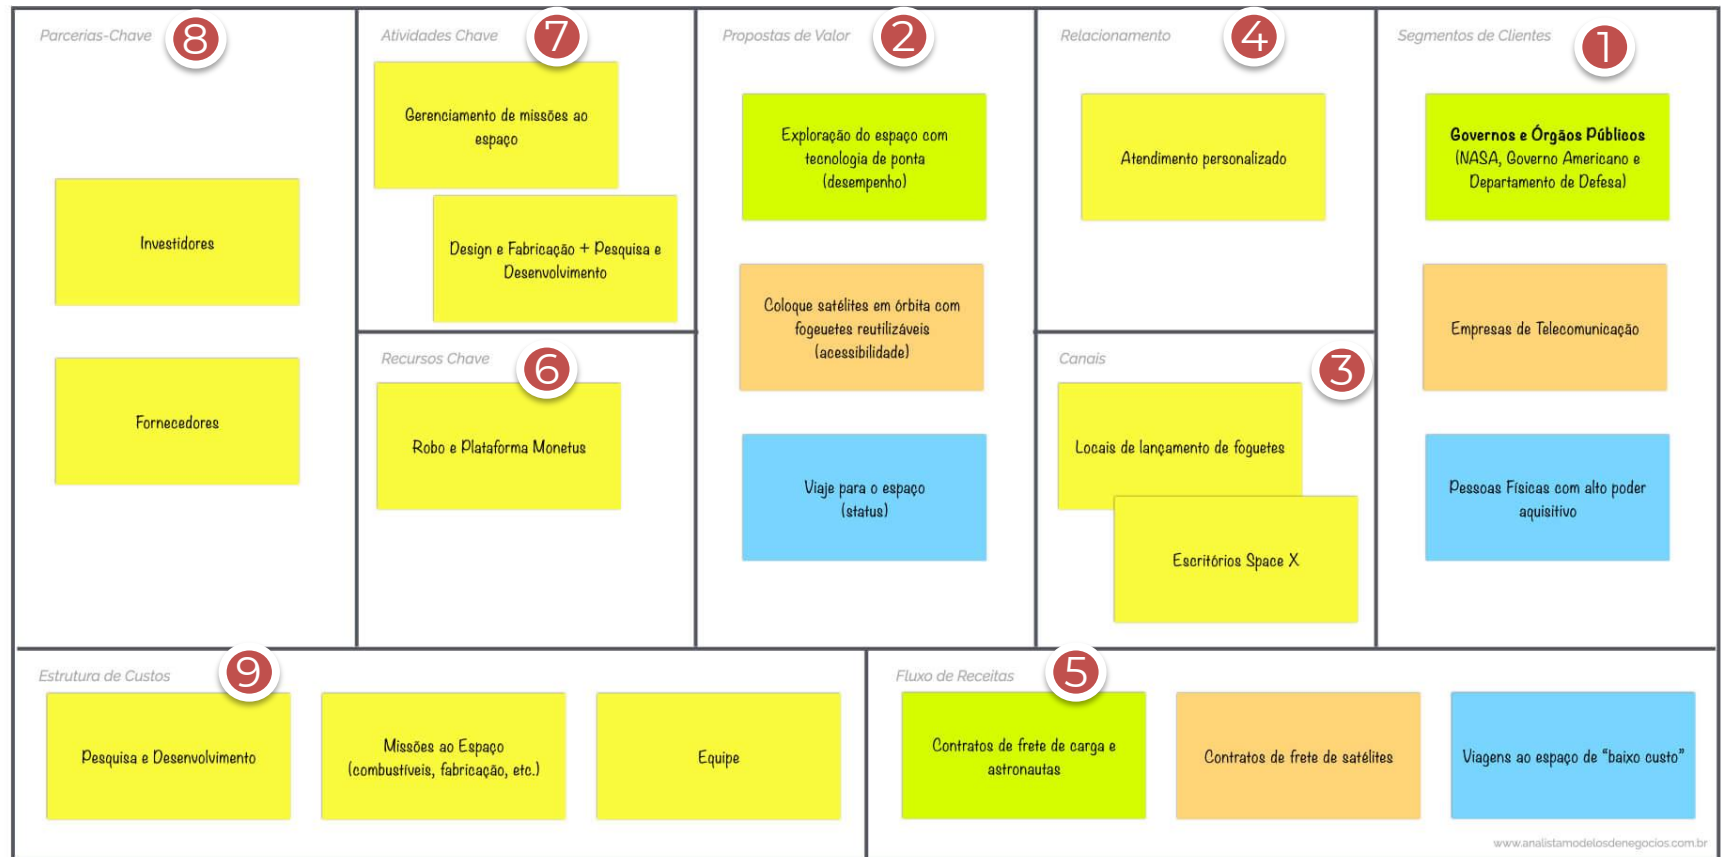 Parcerias-Chave
8
Investidores
Fornecedores
Atividades Chave
7
Gerenciamento de missões ao
espaço
Design e Fabricação + Pesquisa e
Desenvolvimento
Recursos Chave
6
Robo e Plataforma Monetus
Propostas de Valor
2
Exploração do espaço com
tecnologia de ponta
(desempenho)
Coloque satélites em órbita com
fogeuetes reutilizáveis
(acessibilidade)
Viaje para o espaço
(status)
Relacionamento
4
Atendimento personalizado
Canais
3
Locais de lançamento de foguetes
Escritórios Space X
Segmentos de Clientes
1
Governos e Órgãos Públicos
(NASA, Governo Americano e
Departamento de Defesa)
Empresas de Telecomunicação
Pessoas Físicas com alto poder
aquisitivo
Estrutura de Custos
9
Pesquisa e Desenvolvimento
Missões ao Espaço
(combustíveis, fabricação, etc.)
Equipe
Fluxo de Receitas
5
Contratos de frete de carga e
astronautas
Contratos de frete de satélites
Viagens ao espaço de “baixo custo”
www.analistamodelosdenegocios.com.br